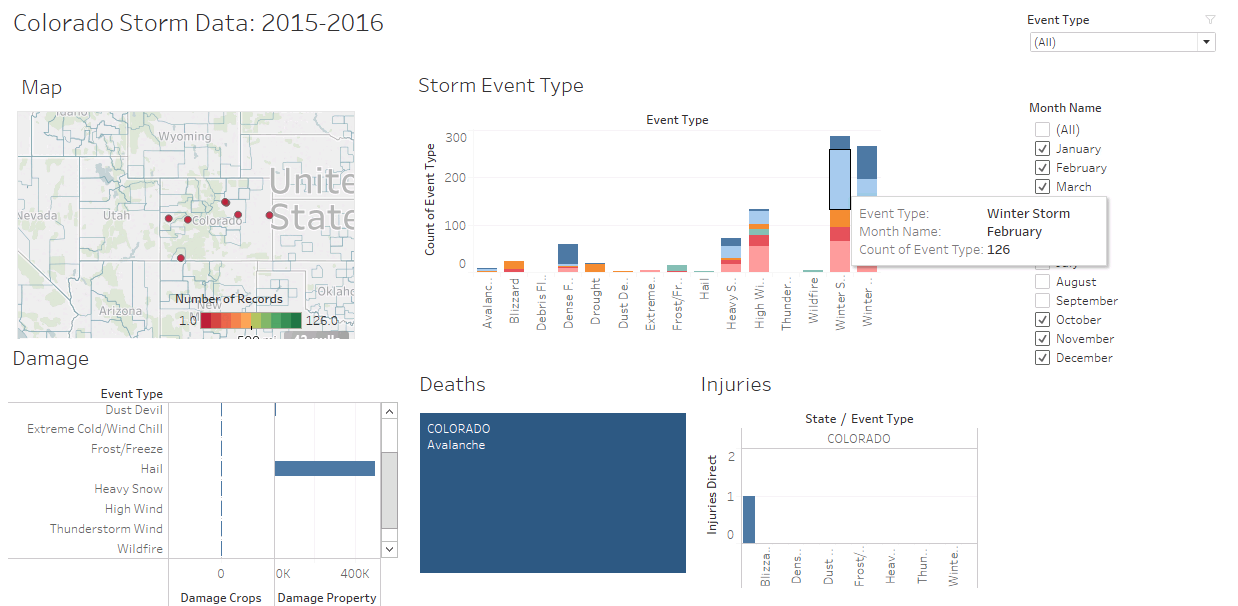 Colorado Storm Data: 2015-2016
Event Type
(All)
Map
Wyoming
Nevada
Utah
Colorado
United
States
Arizona
New
Oklahoma
Number of Records
1.0
126.0
Storm Event Type
Event Type
Count of Event Type
300
200
100
0
Avalanc..
Blizzard
Debris Fl..
Dense F..
Drought
Dust De..
Extreme..
Frost/Fr..
Hail
Heavy S..
High Wi..
Thunder..
Wildfire
Winter S..
Winter ..
Event Type: Winter Storm
Month Name: February
Count of Event Type: 126
Month Name
(All)
January
February
March
July
August
September
October
November
December
Damage
Event Type
Dust Devil
Extreme Cold/Wind Chill
Frost/Freeze
Hail
Heavy Snow
High Wind
Thunderstorm Wind
Wildfire
0
0K
400K
Damage Crops
Damage Property
Deaths
COLORADO
Avalanche
Injuries
State / Event Type
COLORADO
Injuries Direct
2
1
0
Blizza..
Dens..
Dust ..
Frost/..
Heav..
Thun..
Winte..